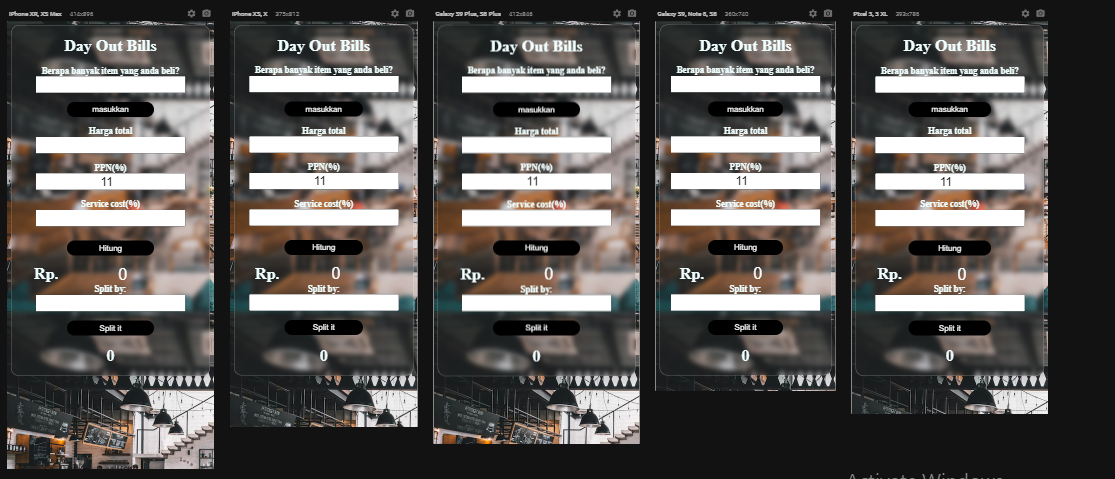 iPhone XR, XS Max 414x896
Day Out Bills
Berapa banyak item yang anda beli?
masukkan
Harga total
PPN(%)
11
Service cost(%)
Hitung
Rp. 0
Split by:
Split it
0
iPhone XS, X 375x812
Day Out Bills
Berapa banyak item yang anda beli?
masukkan
Harga total
PPN(%)
11
Service cost(%)
Hitung
Rp. 0
Split by:
Split it
0
Galaxy S9 Plus, S8 Plus 412x846
Day Out Bills
Berapa banyak item yang anda beli?
masukkan
Harga total
PPN(%)
11
Service cost(%)
Hitung
Rp. 0
Split by:
Split it
0
Galaxy S9, Note 8, S8 360x740
Day Out Bills
Berapa banyak item yang anda beli?
masukkan
Harga total
PPN(%)
11
Service cost(%)
Hitung
Rp. 0
Split by:
Split it
0
Pixel 3, 3 XL 393x786
Day Out Bills
Berapa banyak item yang anda beli?
masukkan
Harga total
PPN(%)
11
Service cost(%)
Hitung
Rp. 0
Split by:
Split it
0
Activate Windows